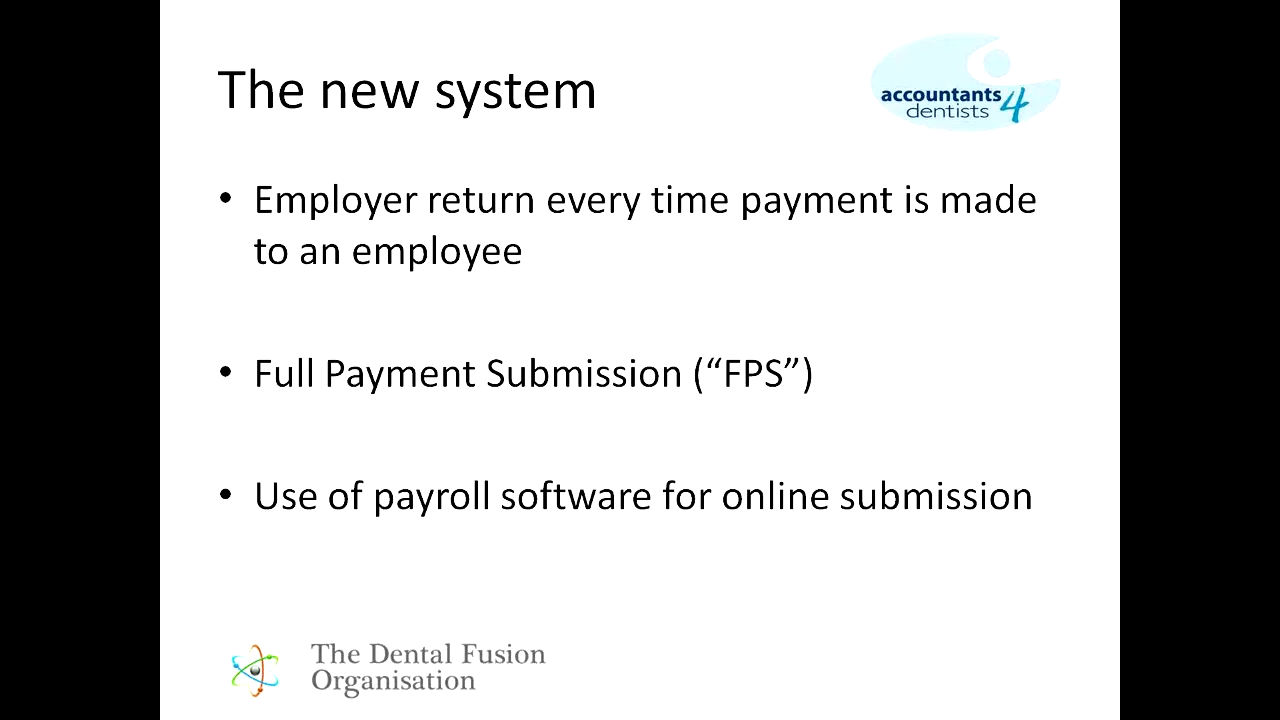 The new system
accountants 4
dentists
• Employer return every time payment is made
to an employee
• Full Payment Submission (“FPS”)
• Use of payroll software for online submission
The Dental Fusion
Organisation